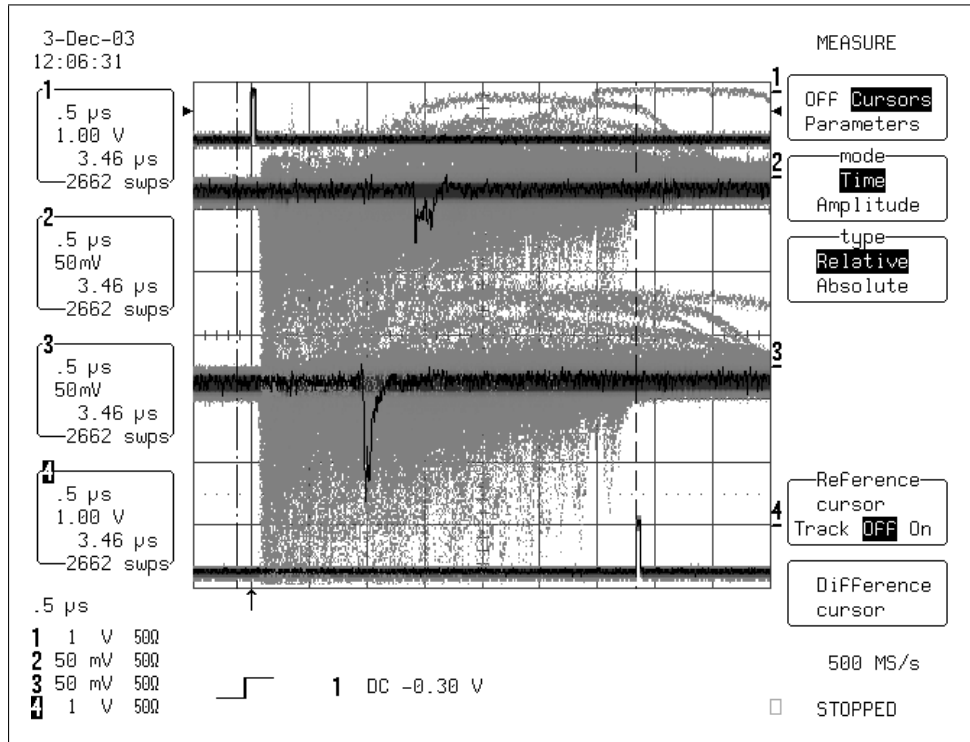 3-Dec-03
12:06:31
1
.5 µs
1.00 V
3.46 µs
2662 swps
2
.5 µs
50mV
3.46 µs
2662 swps
3
.5 µs
50mV
3.46 µs
2662 swps
4
.5 µs
1.00 V
3.46 µs
2662 swps
.5 µs
1 1 V 50Ω
2 50 mV 50Ω
3 50 mV 50Ω
4 1 V 50Ω
1
2
3
4
1 DC -0.30 V
MEASURE
OFF Cursors
Parameters
mode
Time
Amplitude
type
Relative
Absolute
Reference
cursor
Track OFF On
Difference
cursor
500 MS/s
STOPPED